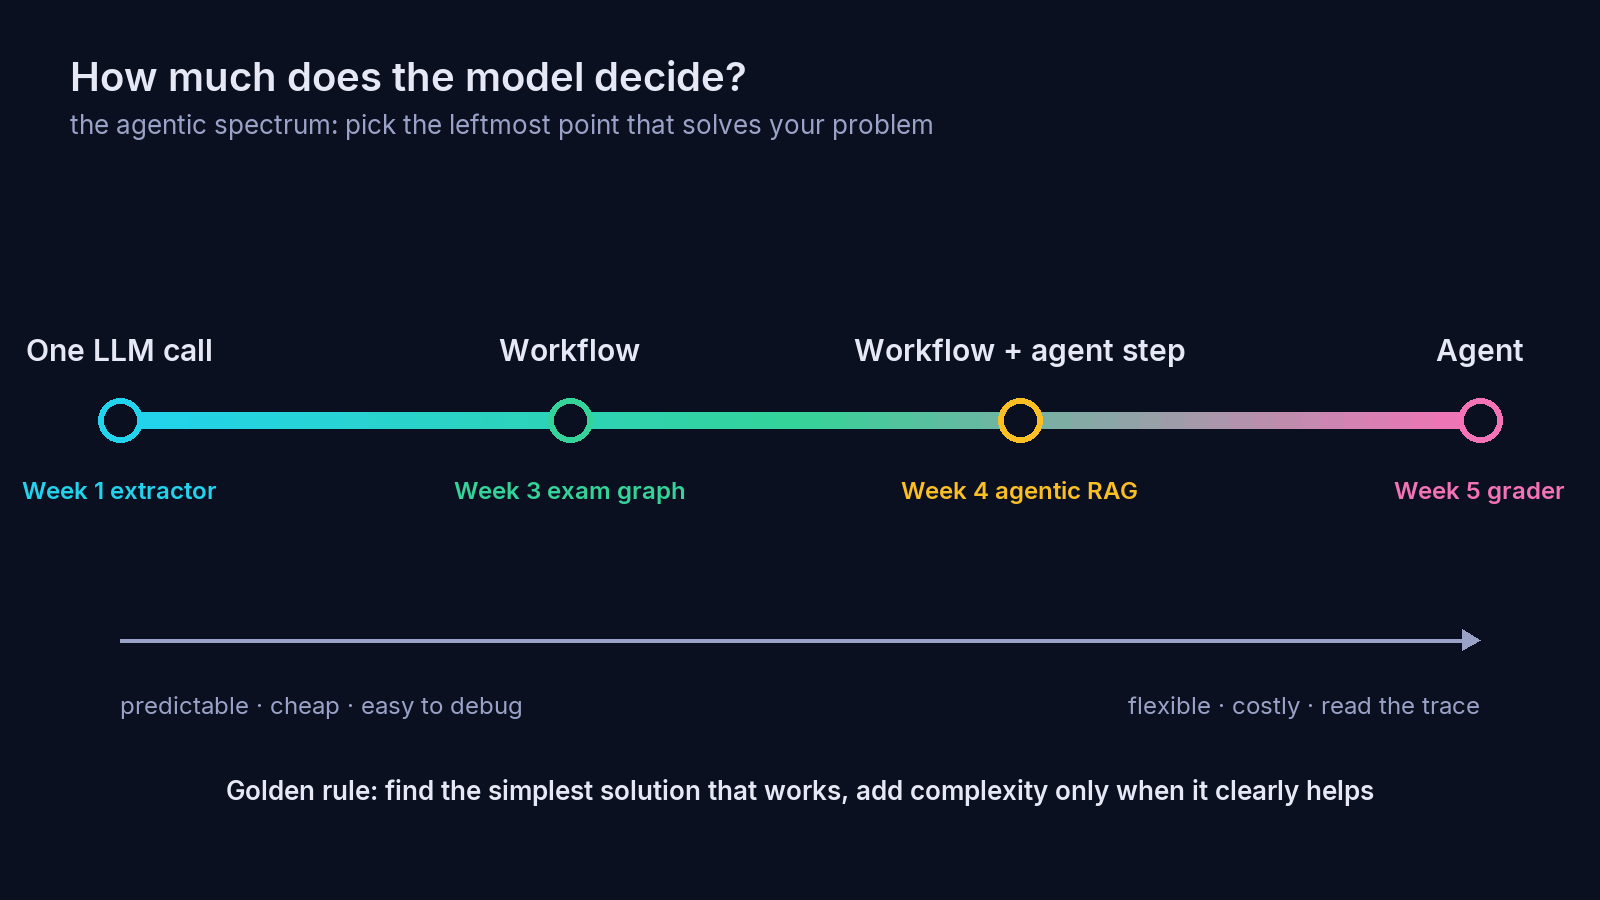 How much does the model decide?
the agentic spectrum: pick the leftmost point that solves your problem
One LLM call
Workflow
Workflow + agent step
Agent
Week 1 extractor
Week 3 exam graph
Week 4 agentic RAG
Week 5 grader
predictable · cheap · easy to debug
flexible · costly · read the trace
Golden rule: find the simplest solution that works, add complexity only when it clearly helps